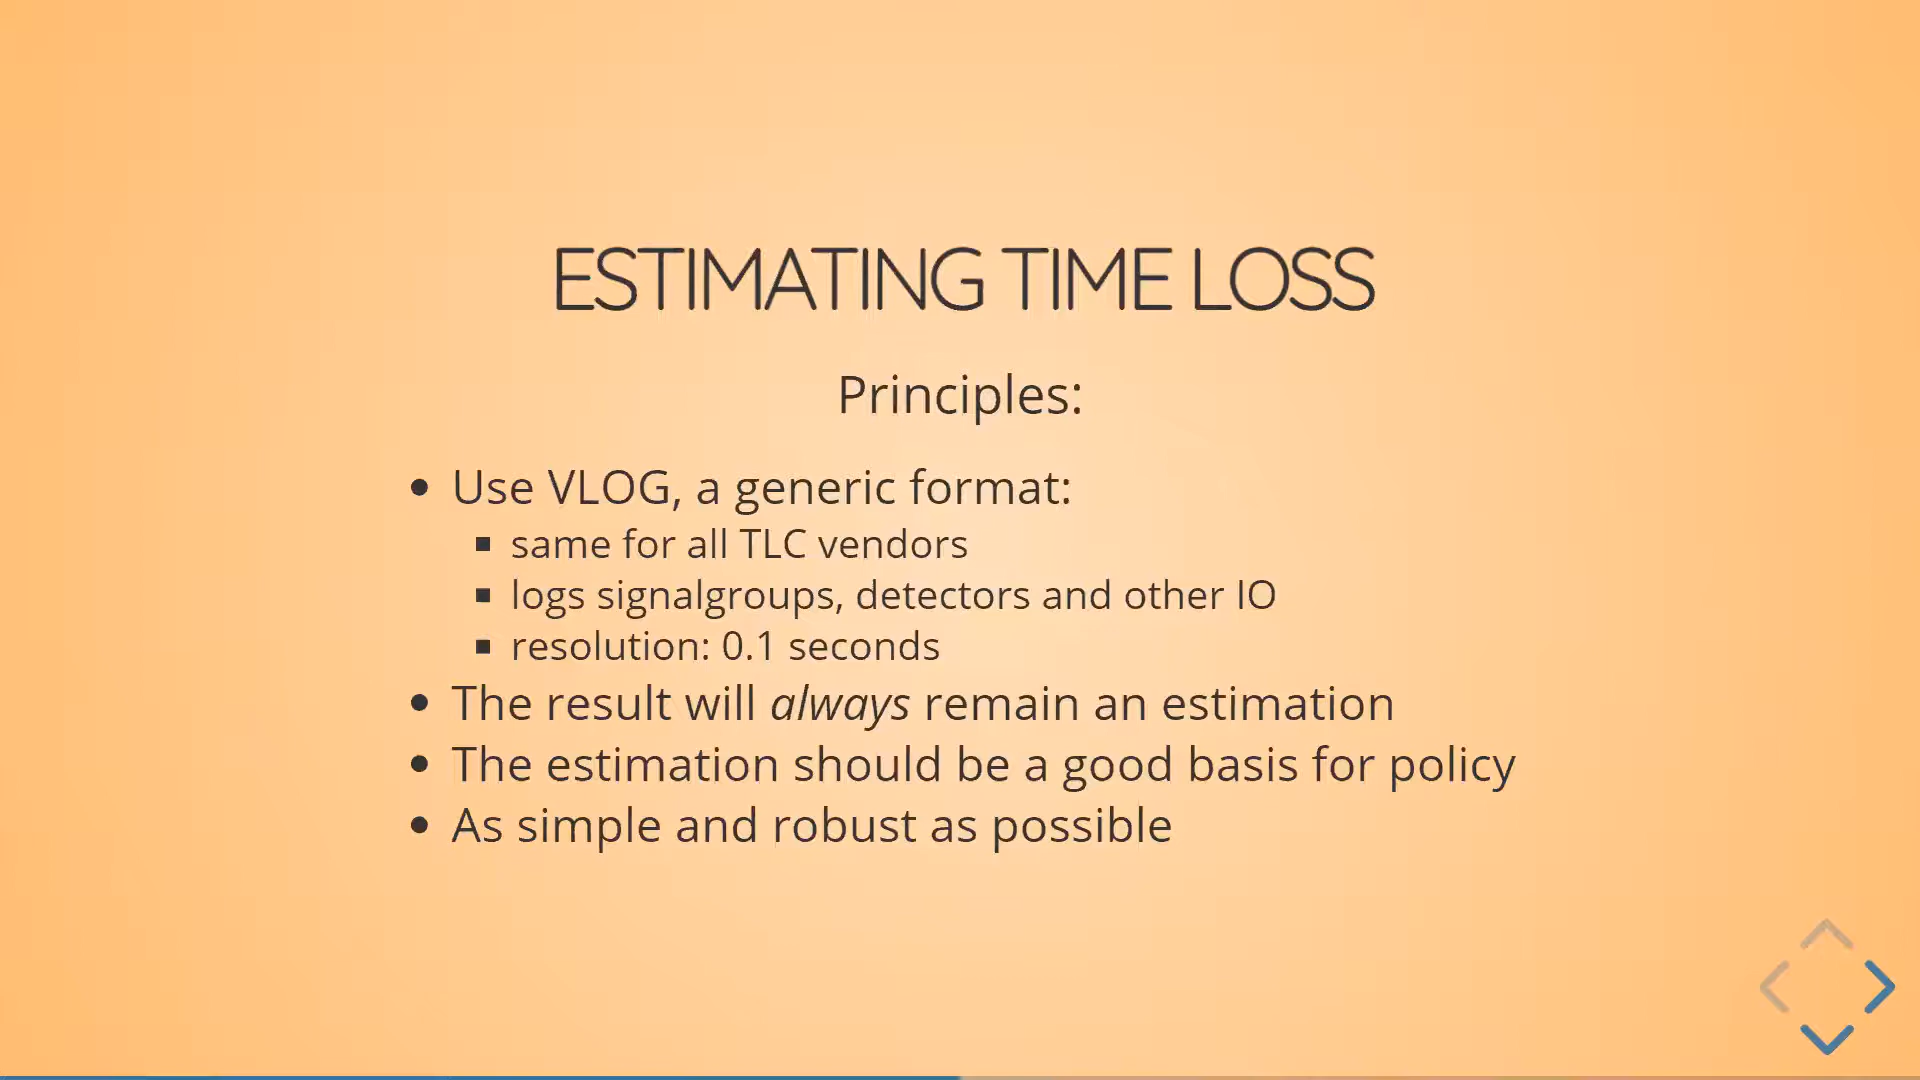 ESTIMATING TIME LOSS
Principles:
• Use VLOG, a generic format:
▪ same for all TLC vendors
▪ logs signalgroups, detectors and other IO
▪ resolution: 0.1 seconds
• The result will always remain an estimation
• The estimation should be a good basis for policy
• As simple and robust as possible